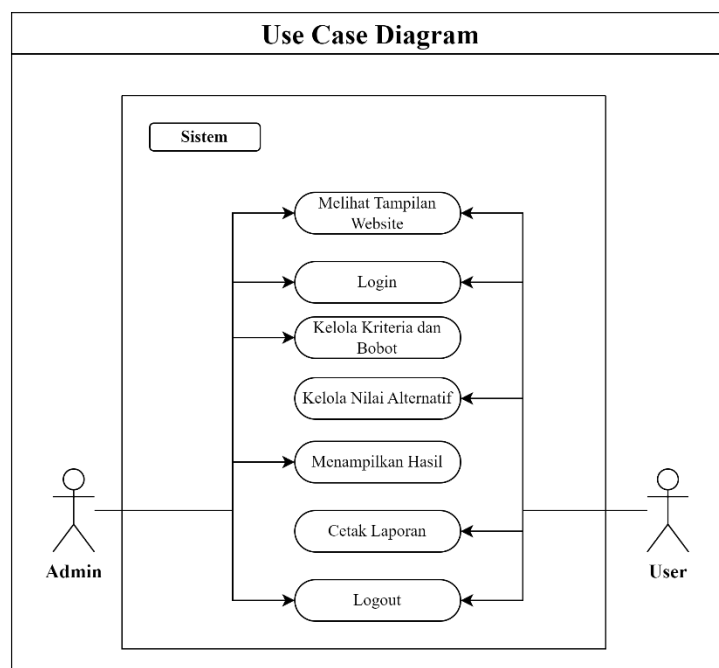 Use Case Diagram
Sistem
Melihat Tampilan
Website
Login
Kelola Kriteria dan
Bobot
Kelola Nilai Alternatif
Menampilkan Hasil
Cetak Laporan
Logout
Admin
User